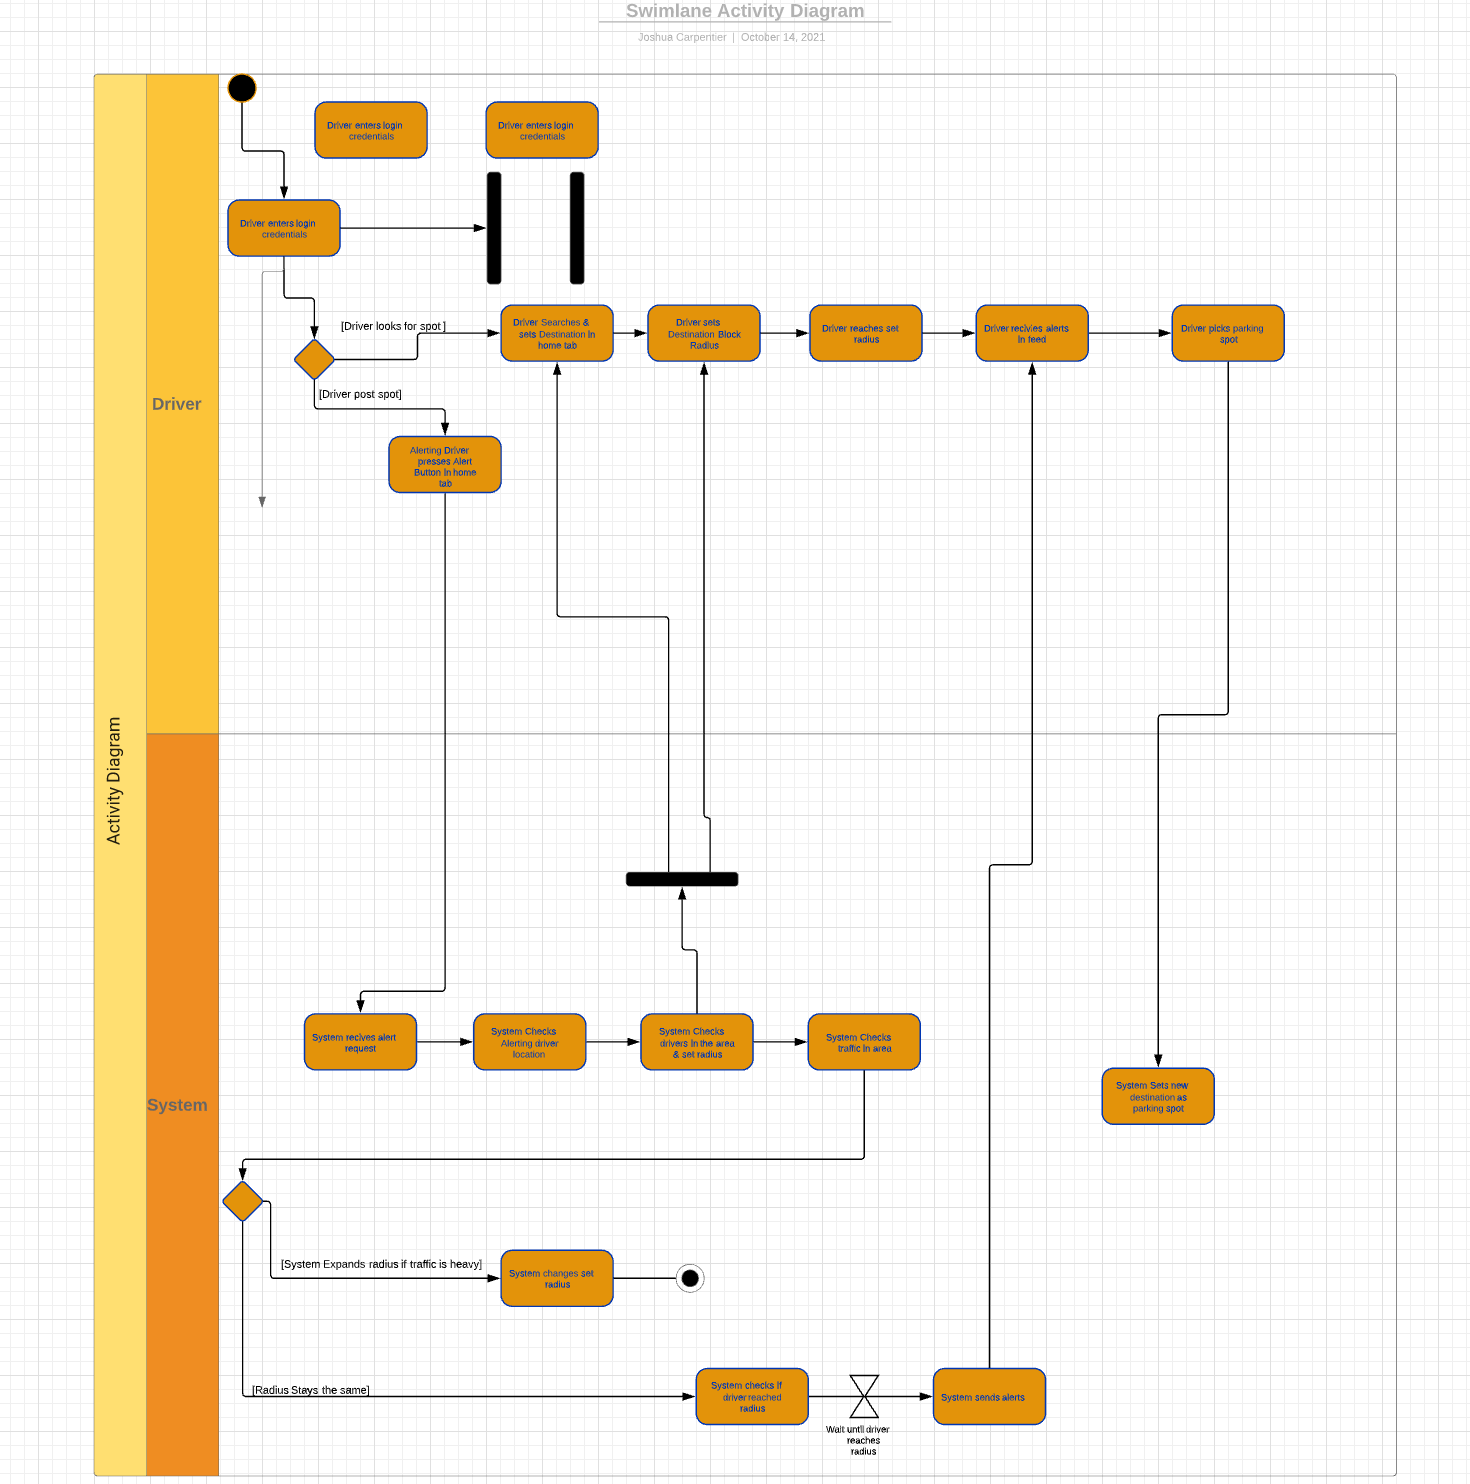 Swimlane Activity Diagram
Joshua Carpentier | October 14, 2021
Activity Diagram
Driver
Driver enters login
credentials
Driver enters login
credentials
Driver enters login
credentials
[Driver looks for spot ]
[Driver post spot]
Driver Searches &
sets Destination in
home tab
Driver sets
Destination Block
Radius
Driver reaches set
radius
Driver recivies alerts
in feed
Driver picks parking
spot
Alerting Driver
presses Alert
Button in home
tab
System
System recives alert
request
System Checks
Alerting driver
location
System Checks
drivers in the area
& set radius
System Checks
traffic in area
System Sets new
destination as
parking spot
[System Expands radius if traffic is heavy]
System changes set
radius
[Radius Stays the same]
System checks if
driver reached
radius
Wait until driver
reaches
radius
System sends alerts